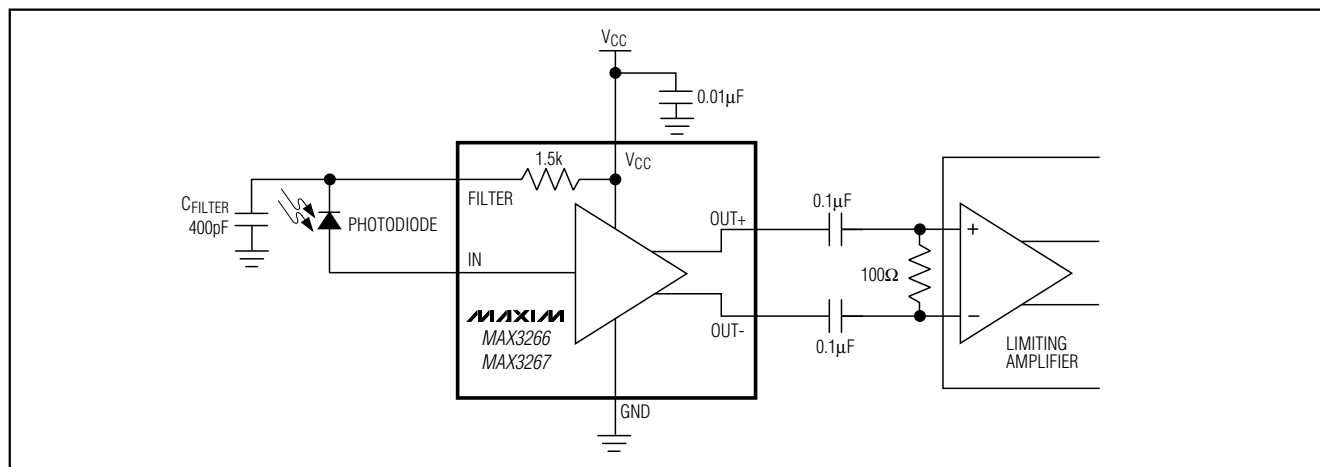 VCC
0.01μF
1.5k
VCC
FILTER
CFILTER
400pF
PHOTODIODE
IN
MAXIM
MAX3266
MAX3267
OUT+
OUT-
GND
0.1μF
100Ω
0.1μF
+
−
LIMITING
AMPLIFIER